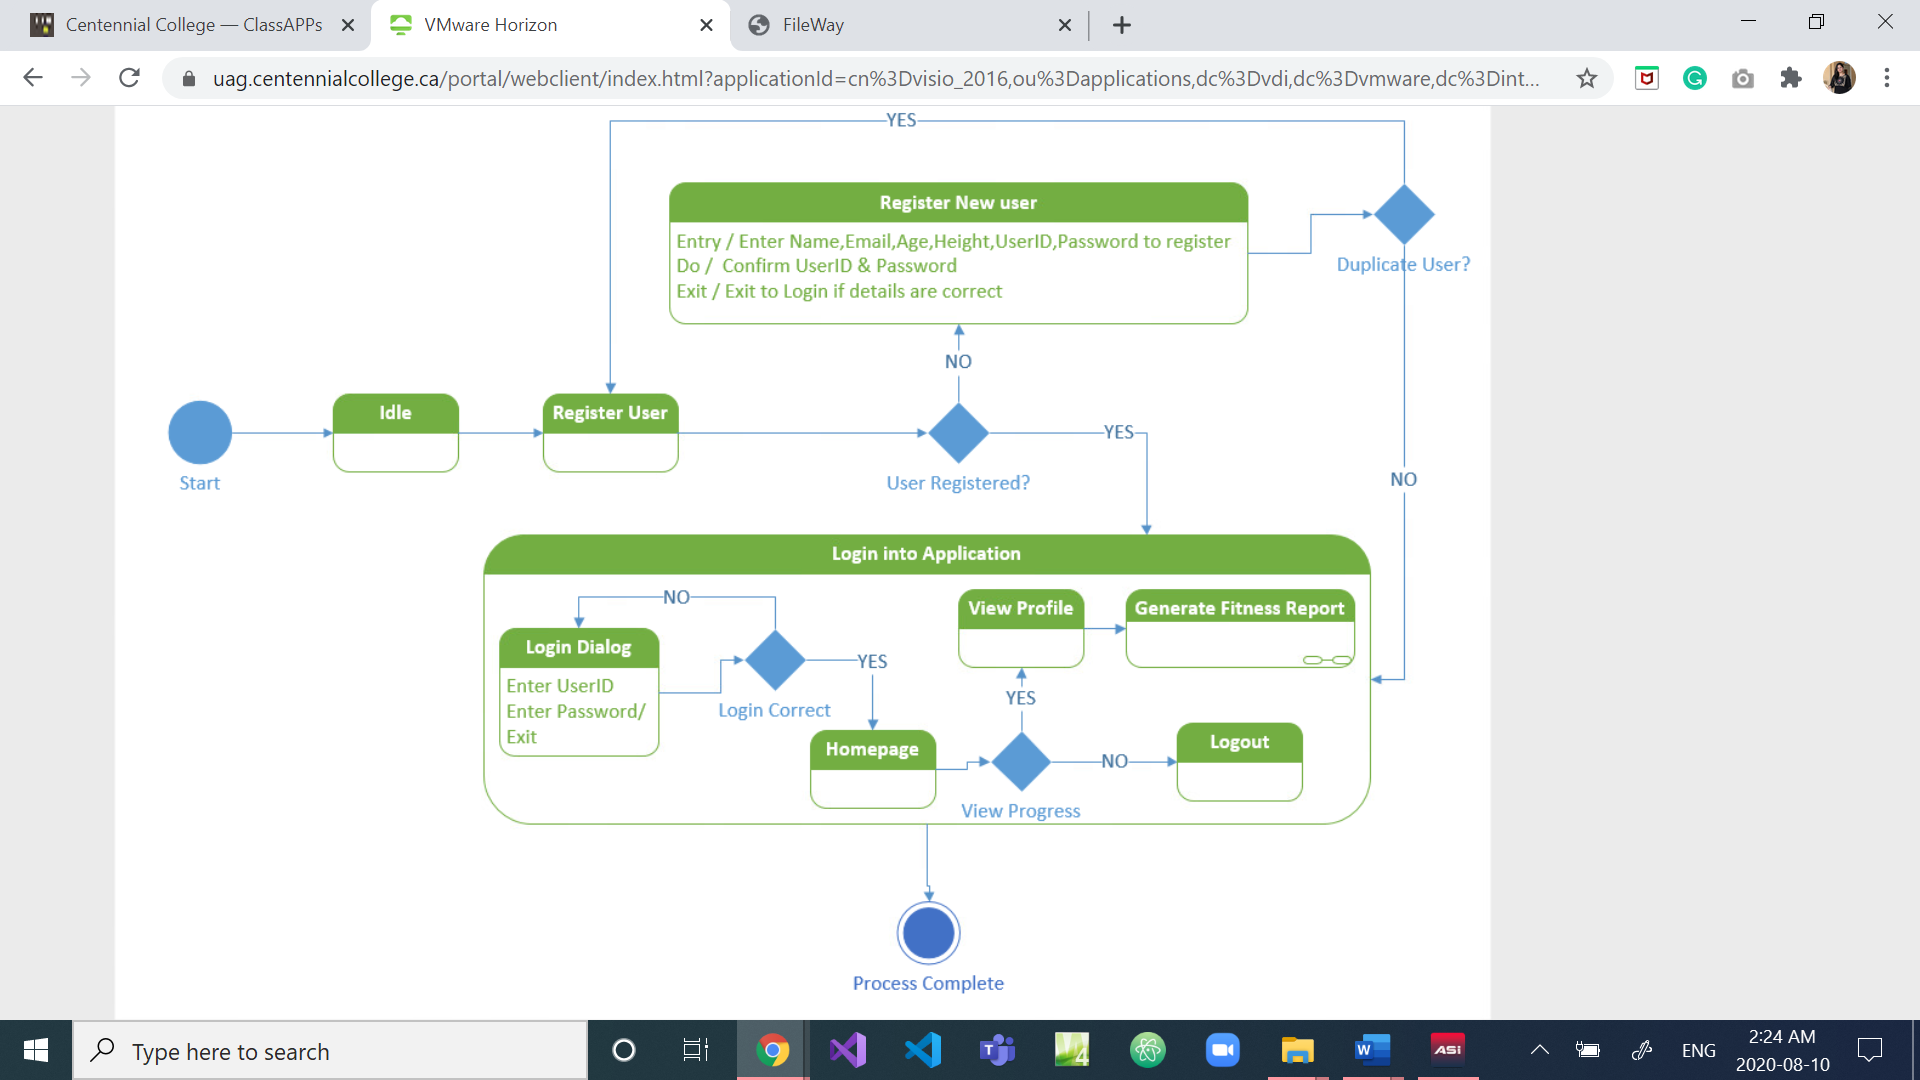 Centennial College — ClassAPPs
VMware Horizon
FileWay
uag.centennialcollege.ca/portal/webclient/index.html?applicationId=cn%3Dvisio_2016,ou%3Dapplications,dc%3Dvdi,dc%3Dvmware,dc%3Dint...
YES
Register New user
Entry / Enter Name,Email,Age,Height,UserID,Password to register
Do /  Confirm UserID & Password
Exit / Exit to Login if details are correct
Duplicate User?
NO
Idle
Register User
YES
Start
User Registered?
NO
Login into Application
NO
View Profile
Generate Fitness Report
Login Dialog
Enter UserID
Enter Password/
Exit
YES
Login Correct
YES
Homepage
Logout
NO
View Progress
Process Complete
Type here to search
T
4
W
ASi
ENG
2:24 AM
2020-08-10